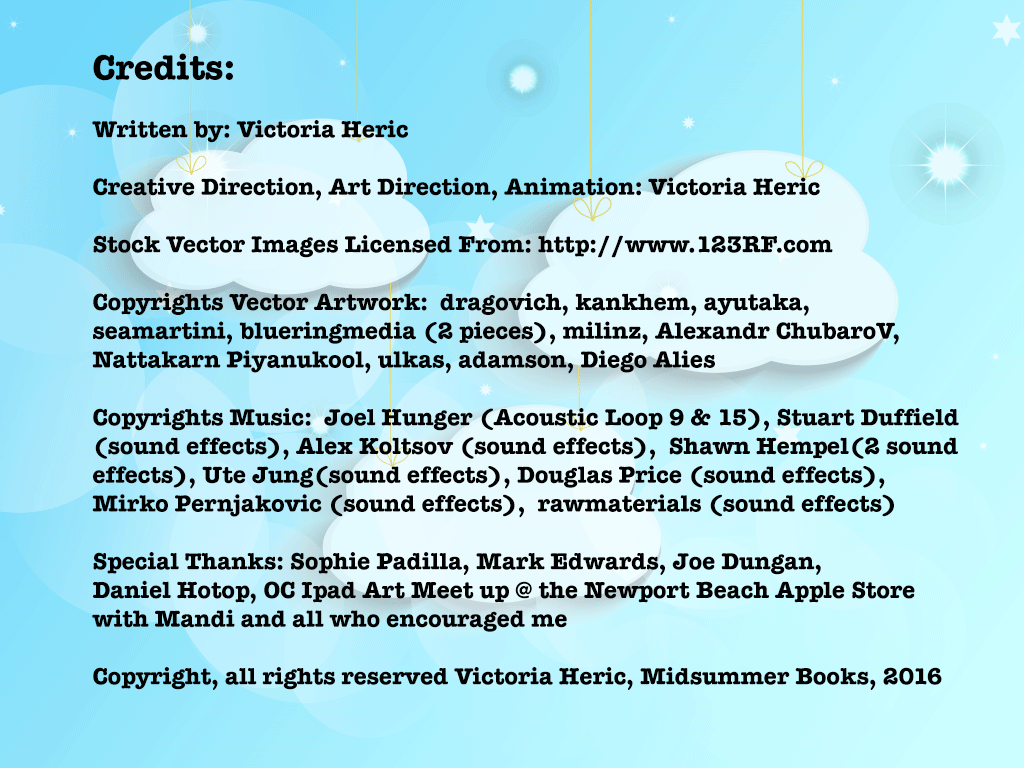 Credits:
Written by: Victoria Heric
Creative Direction, Art Direction, Animation: Victoria Heric
Stock Vector Images Licensed From: http://www.123RF.com
Copyrights Vector Artwork:  dragovich, kankhem, ayutaka,
seamartini, blueringmedia (2 pieces), milinz, Alexandr ChubaroV,
Nattakarn Piyanukool, ulkas, adamson, Diego Alies
Copyrights Music:  Joel Hunger (Acoustic Loop 9 & 15), Stuart Duffield
(sound effects), Alex Koltsov (sound effects),  Shawn Hempel(2 sound
effects), Ute Jung(sound effects), Douglas Price (sound effects),
Mirko Pernjakovic (sound effects),  rawmaterials (sound effects)
Special Thanks: Sophie Padilla, Mark Edwards, Joe Dungan,
Daniel Hotop, OC Ipad Art Meet up @ the Newport Beach Apple Store
with Mandi and all who encouraged me
Copyright, all rights reserved Victoria Heric, Midsummer Books, 2016